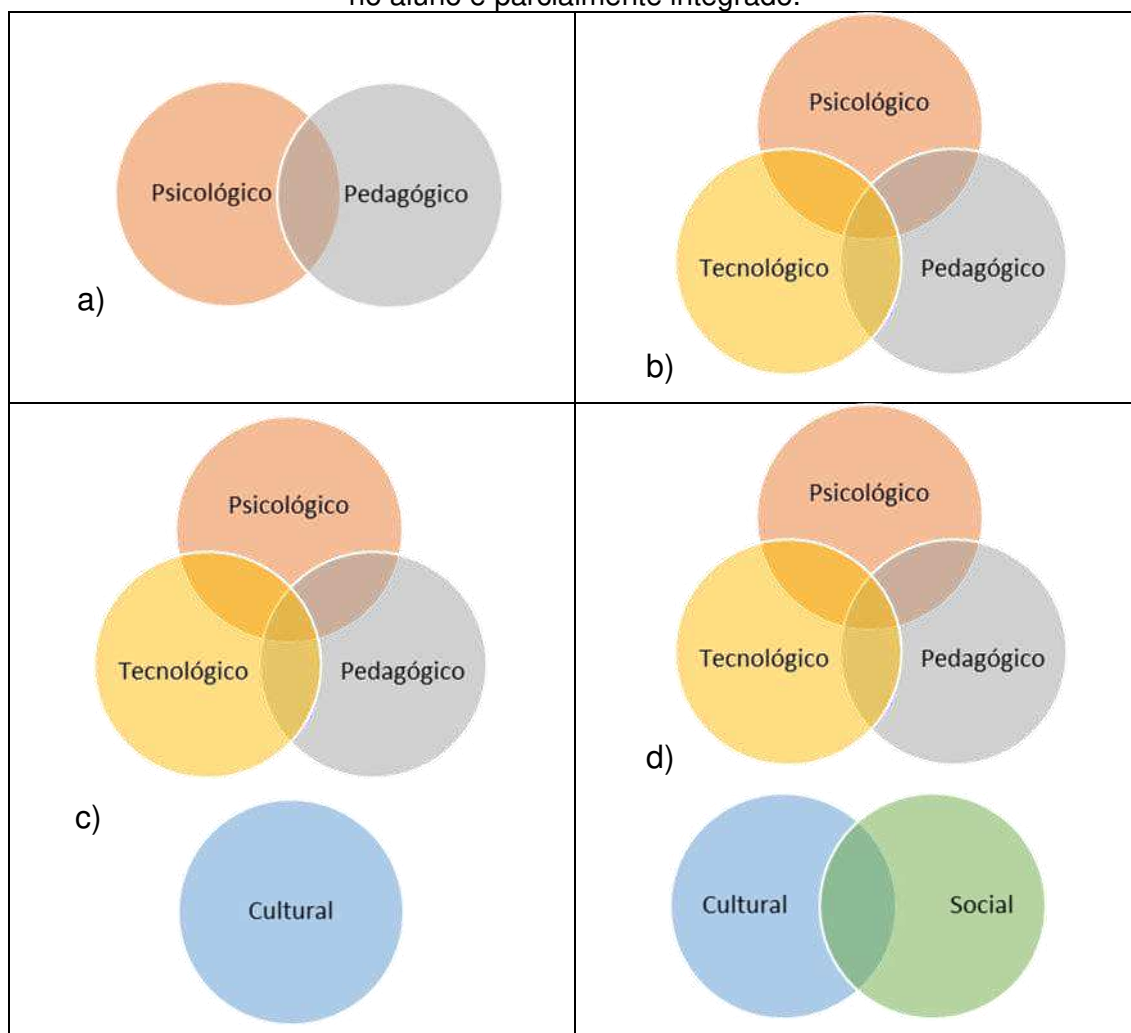 no aluno e parcialmente integrado.
Psicológico
Pedagógico
a)
Psicológico
Tecnológico
Pedagógico
b)
Psicológico
Tecnológico
Pedagógico
c)
Cultural
Psicológico
Tecnológico
Pedagógico
d)
Cultural
Social